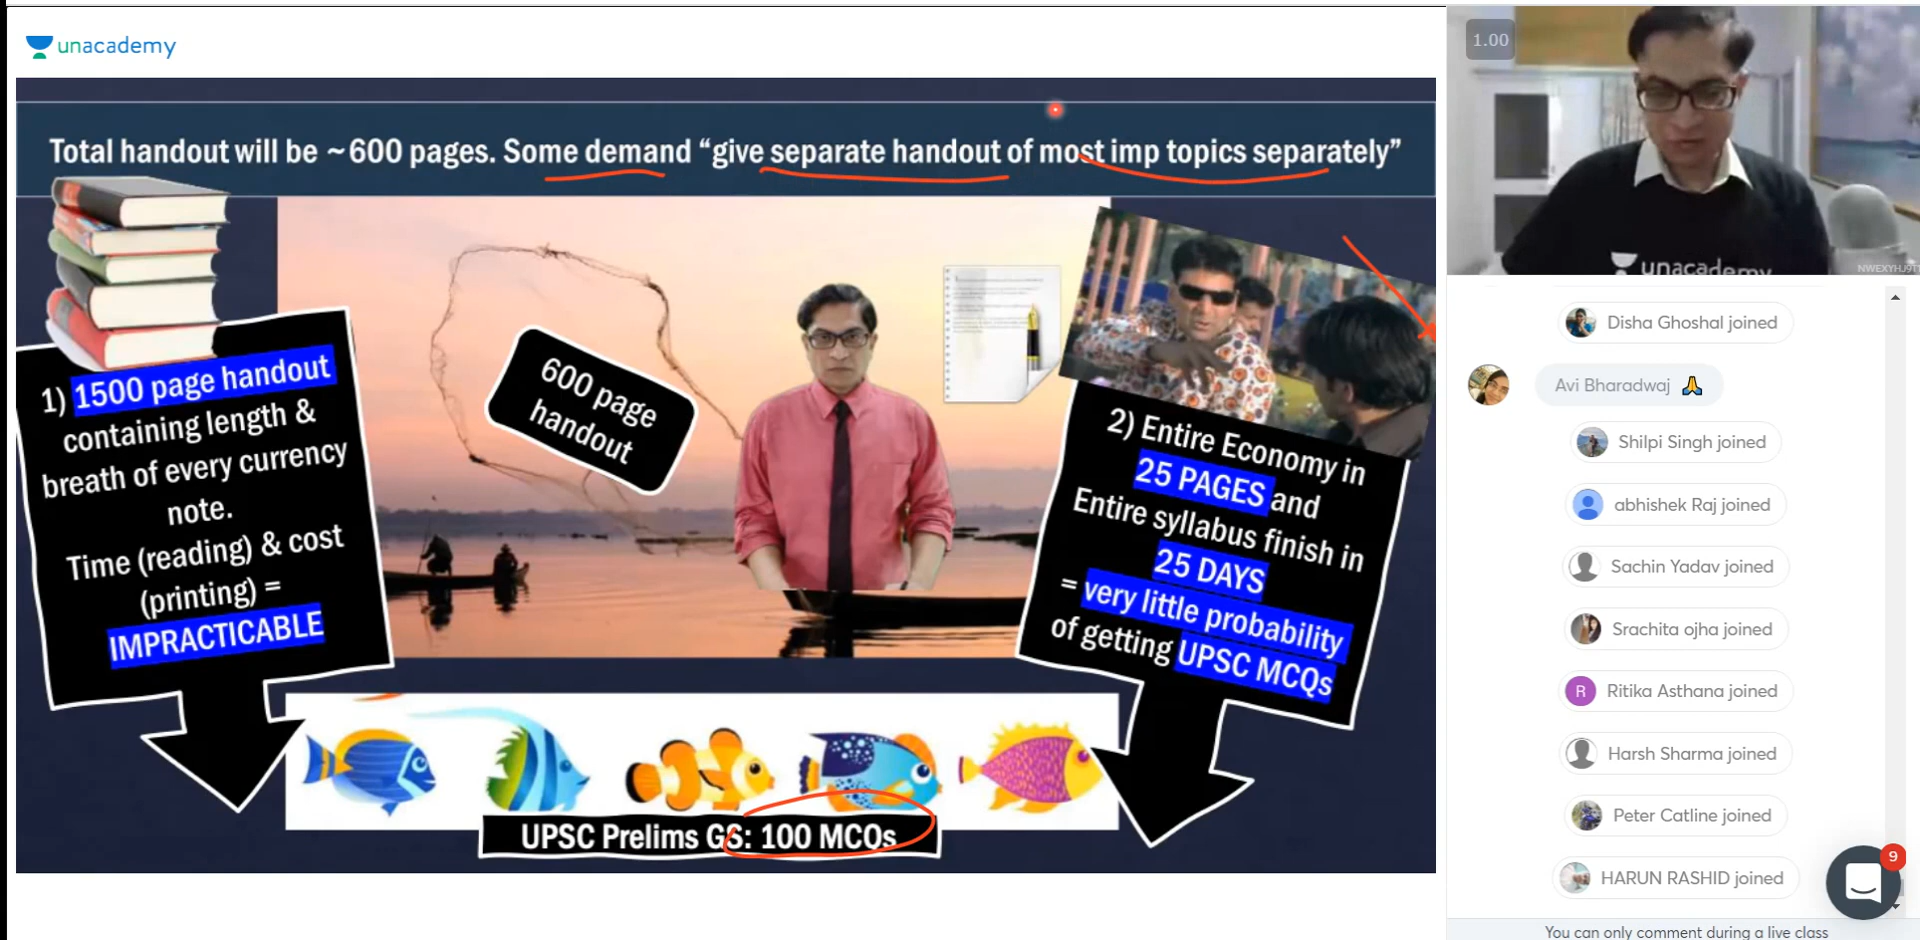 unacademy
Total handout will be ~600 pages. Some demand “give separate handout of most imp topics separately”
1) 1500 page handout
containing length &
breath of every currency
note.
Time (reading) & cost
(printing) =
IMPRACTICABLE
600 page
handout
2) Entire Economy in
25 PAGES and
Entire syllabus finish in
25 DAYS
= very little probability
of getting UPSC MCQs
UPSC Prelims GS: 100 MCQs
1.00
unacademy
Disha Ghoshal joined
Avi Bharadwaj 🙏
Shilpi Singh joined
abhishek Raj joined
Sachin Yadav joined
Srachita ojha joined
R Ritika Asthana joined
Harsh Sharma joined
Peter Catline joined
HARUN RASHID joined
9
You can only comment during a live class